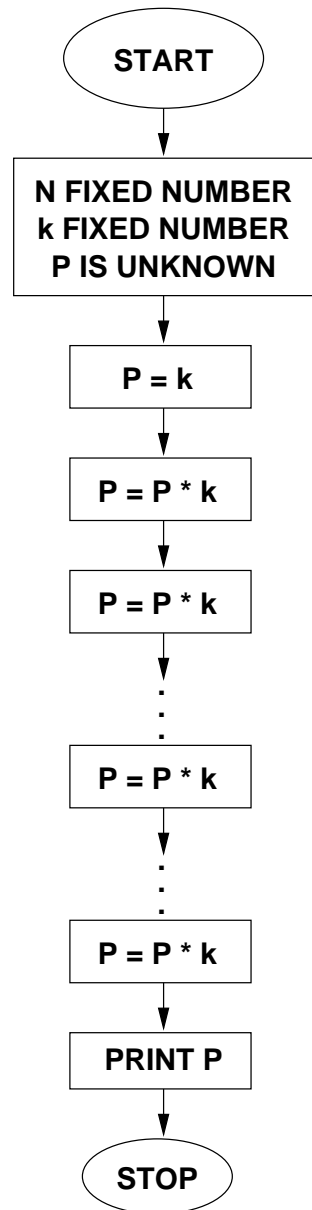 START
N FIXED NUMBER
k FIXED NUMBER
P IS UNKNOWN
P = k
P = P * k
P = P * k
.
.
.
P = P * k
.
.
.
P = P * k
PRINT P
STOP